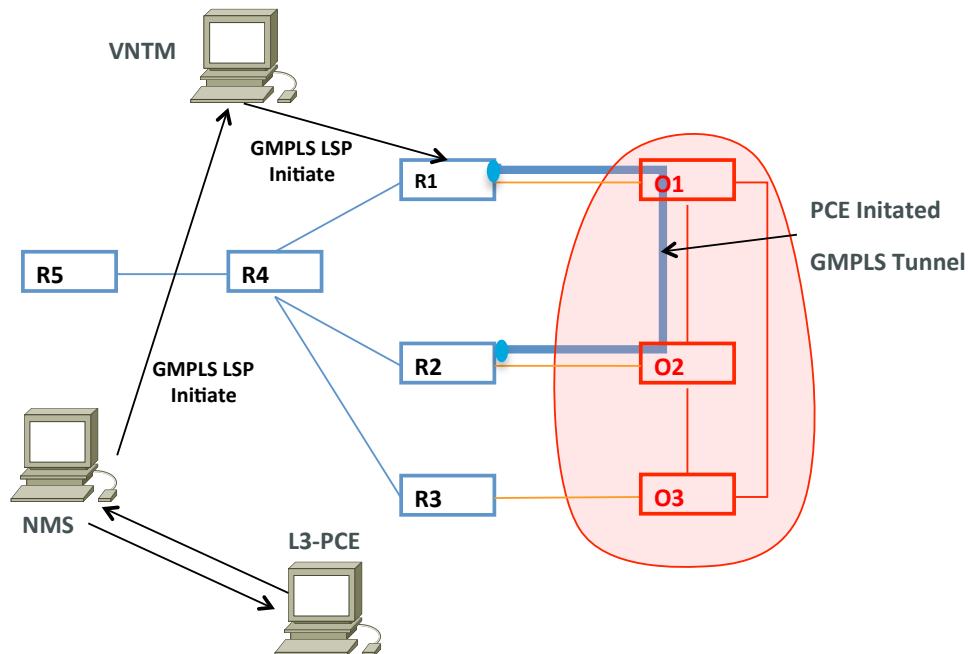 VNTM
GMPLS LSP
Initiate
R1
O1
PCE Initated
GMPLS Tunnel
R5
R4
R2
O2
GMPLS LSP
Initiate
R3
O3
NMS
L3-PCE